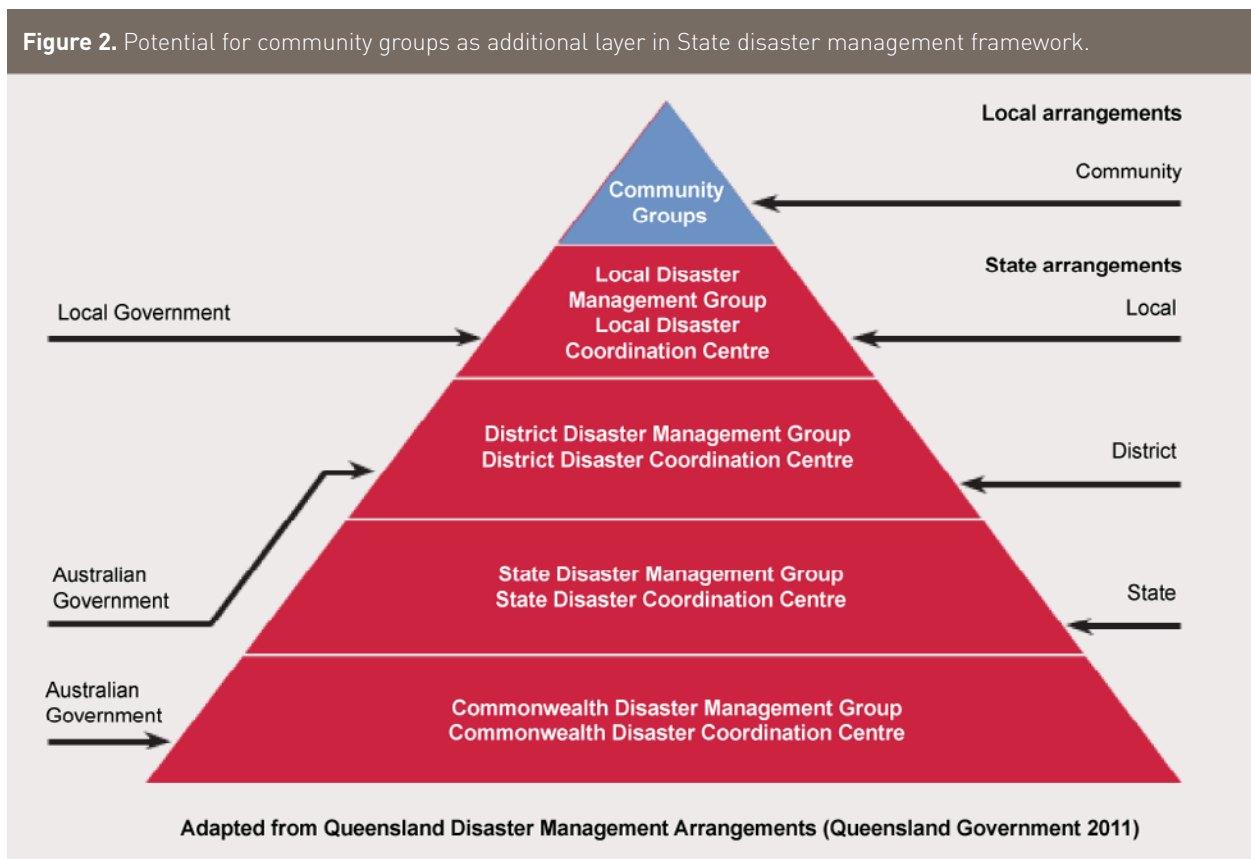 Figure 2. Potential for community groups as additional layer in State disaster management framework.
Local arrangements
Community
Community
Groups
State arrangements
Local
Local Disaster
Management Group
Local Disaster
Coordination Centre
Local Government
District Disaster Management Group
District Disaster Coordination Centre
District
Australian
Government
State Disaster Management Group
State Disaster Coordination Centre
State
Australian
Government
Commonwealth Disaster Management Group
Commonwealth Disaster Coordination Centre
Adapted from Queensland Disaster Management Arrangements (Queensland Government 2011)